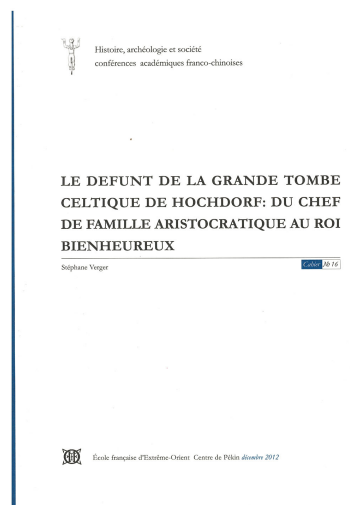 Histoire, archéologie et société
conférences académiques franco-chinoises
LE DEFUNT DE LA GRANDE TOMBE
CELTIQUE DE HOCHDORF: DU CHEF
DE FAMILLE ARISTOCRATIQUE AU ROI
BIENHEUREUX
Stéphane Verger
Cahier № 16
École française d'Extrême-Orient Centre de Pékin décembre 2012